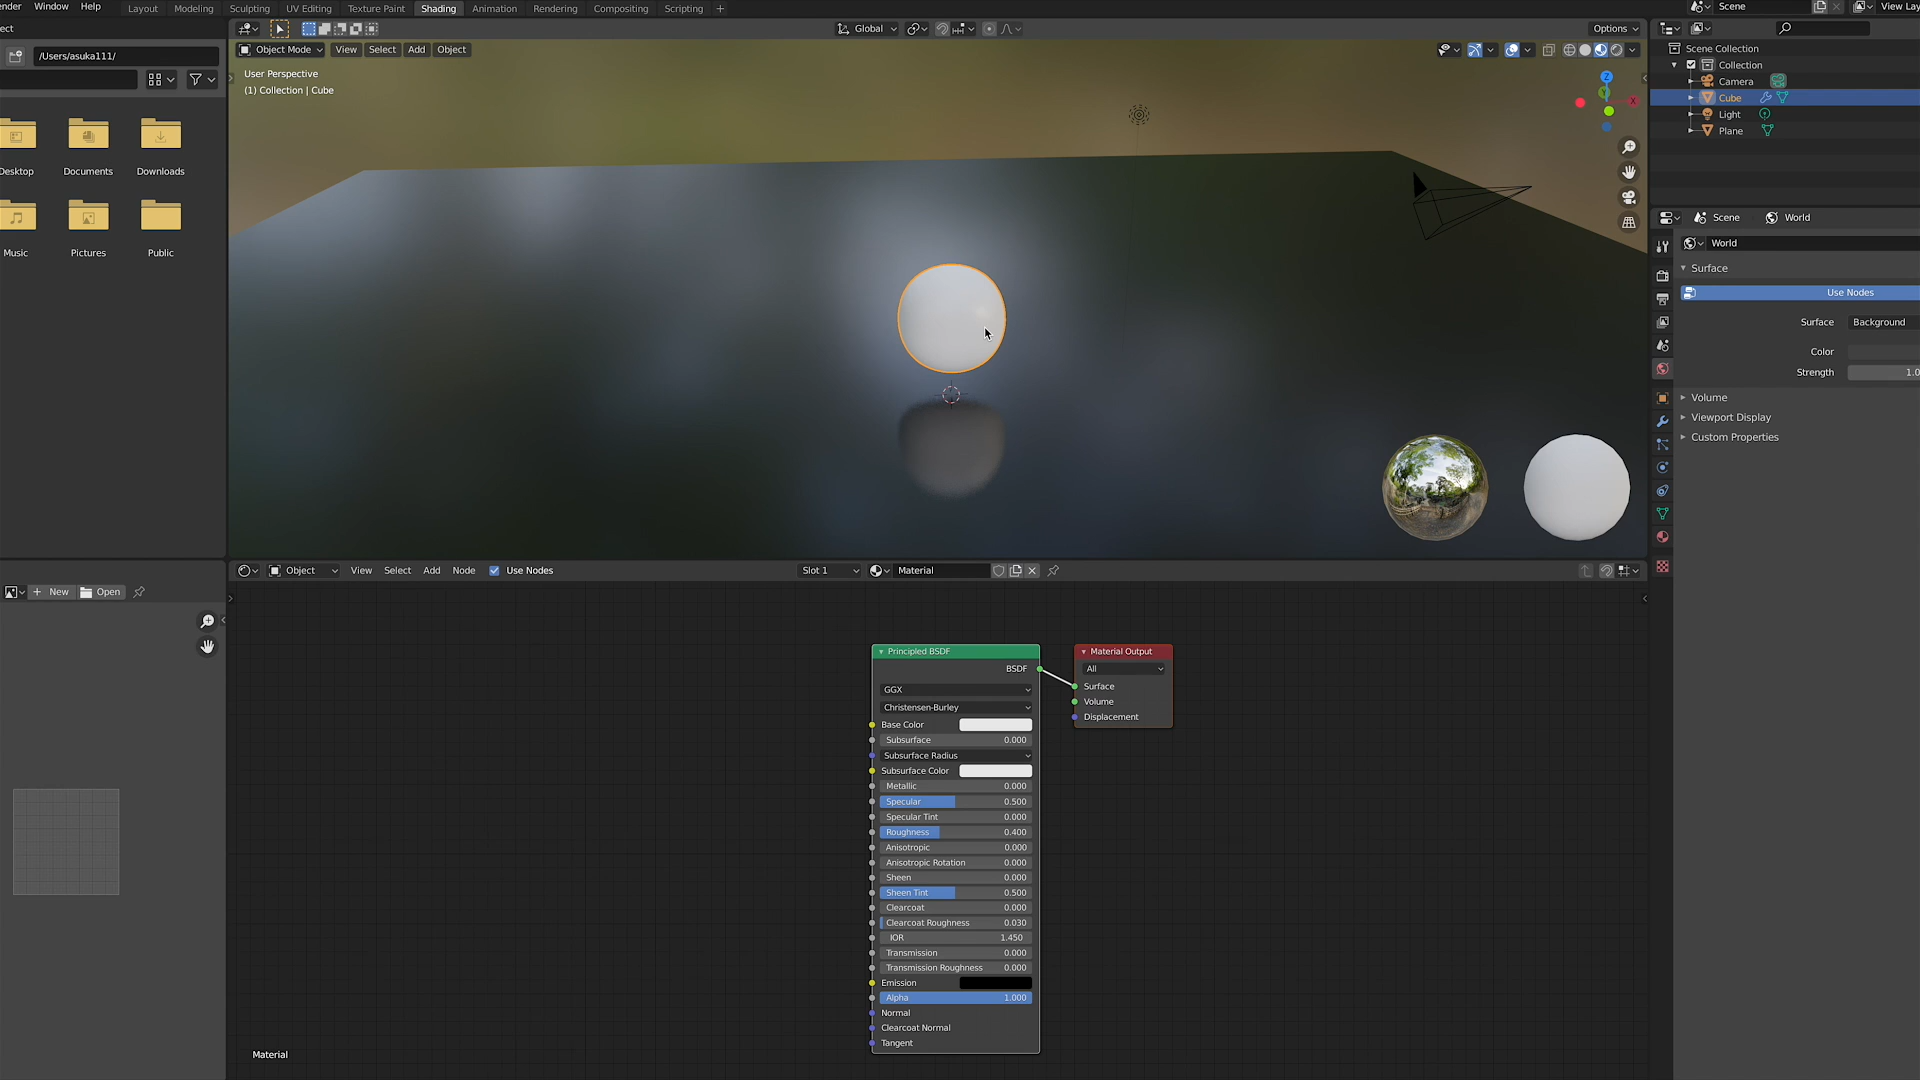 ender Window Help Layout Modeling Sculpting UV Editing Texture Paint Shading Animation Rendering Compositing Scripting + Scene View Lay
ect Global Options
/Users/asuka111/
Object Mode View Select Add Object
User Perspective
(1) Collection | Cube
Desktop Documents Downloads
Music Pictures Public
Scene Collection
Collection
Camera
Cube
Light
Plane
Z
X
Scene World
World
Surface
Use Nodes
Surface Background
Color
Strength 1.0
Volume
Viewport Display
Custom Properties
Object View Select Add Node Use Nodes Slot 1 Material
+ New Open
Principled BSDF
BSDF
GGX
Christensen-Burley
Base Color
Subsurface 0.000
Subsurface Radius
Subsurface Color
Metallic 0.000
Specular 0.500
Specular Tint 0.000
Roughness 0.400
Anisotropic 0.000
Anisotropic Rotation 0.000
Sheen 0.000
Sheen Tint 0.500
Clearcoat 0.000
Clearcoat Roughness 0.030
IOR 1.450
Transmission 0.000
Transmission Roughness 0.000
Emission
Alpha 1.000
Normal
Clearcoat Normal
Tangent
Material Output
All
Surface
Volume
Displacement
Material